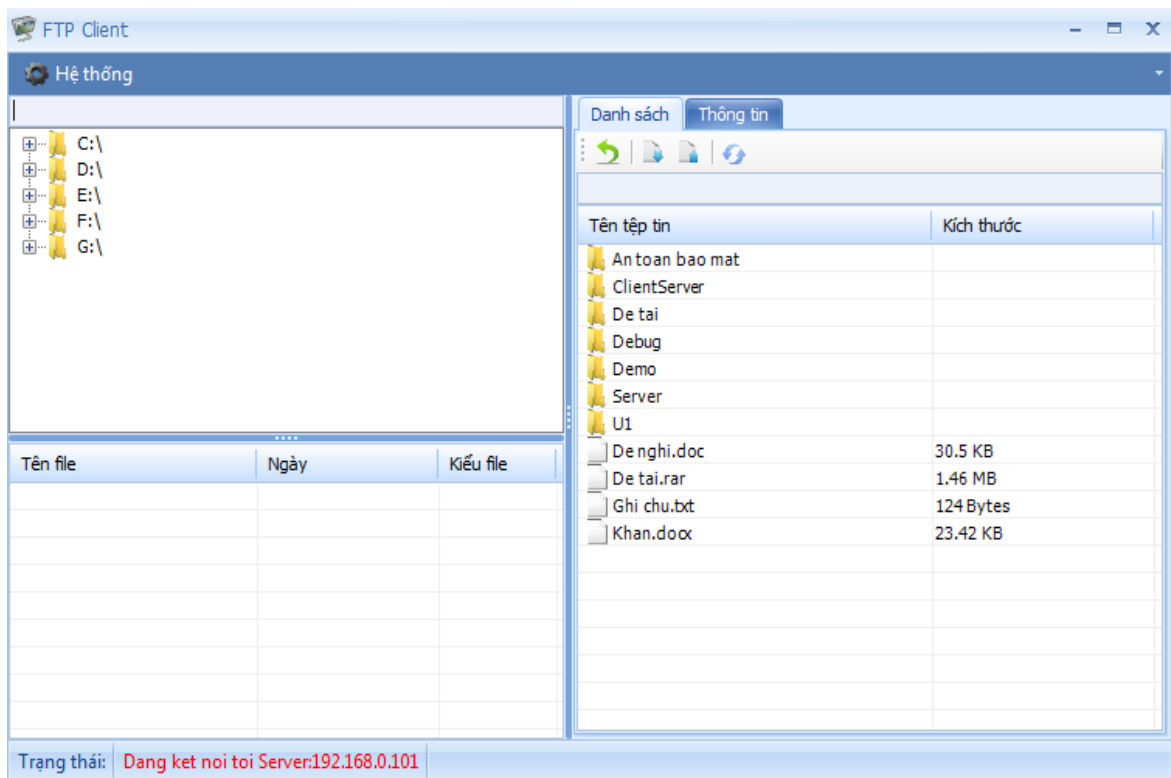 FTP Client
Hệ thống
C:\
D:\
E:\
F:\
G:\
Tên file Ngày Kiểu file
Danh sách Thông tin
Tên tệp tin Kích thước
An toan bao mat
ClientServer
De tai
Debug
Demo
Server
U1
De nghi.doc 30.5 KB
De tai.rar 1.46 MB
Ghi chu.txt 124 Bytes
Khan.docx 23.42 KB
Trạng thái: Dang ket noi toi Server:192.168.0.101